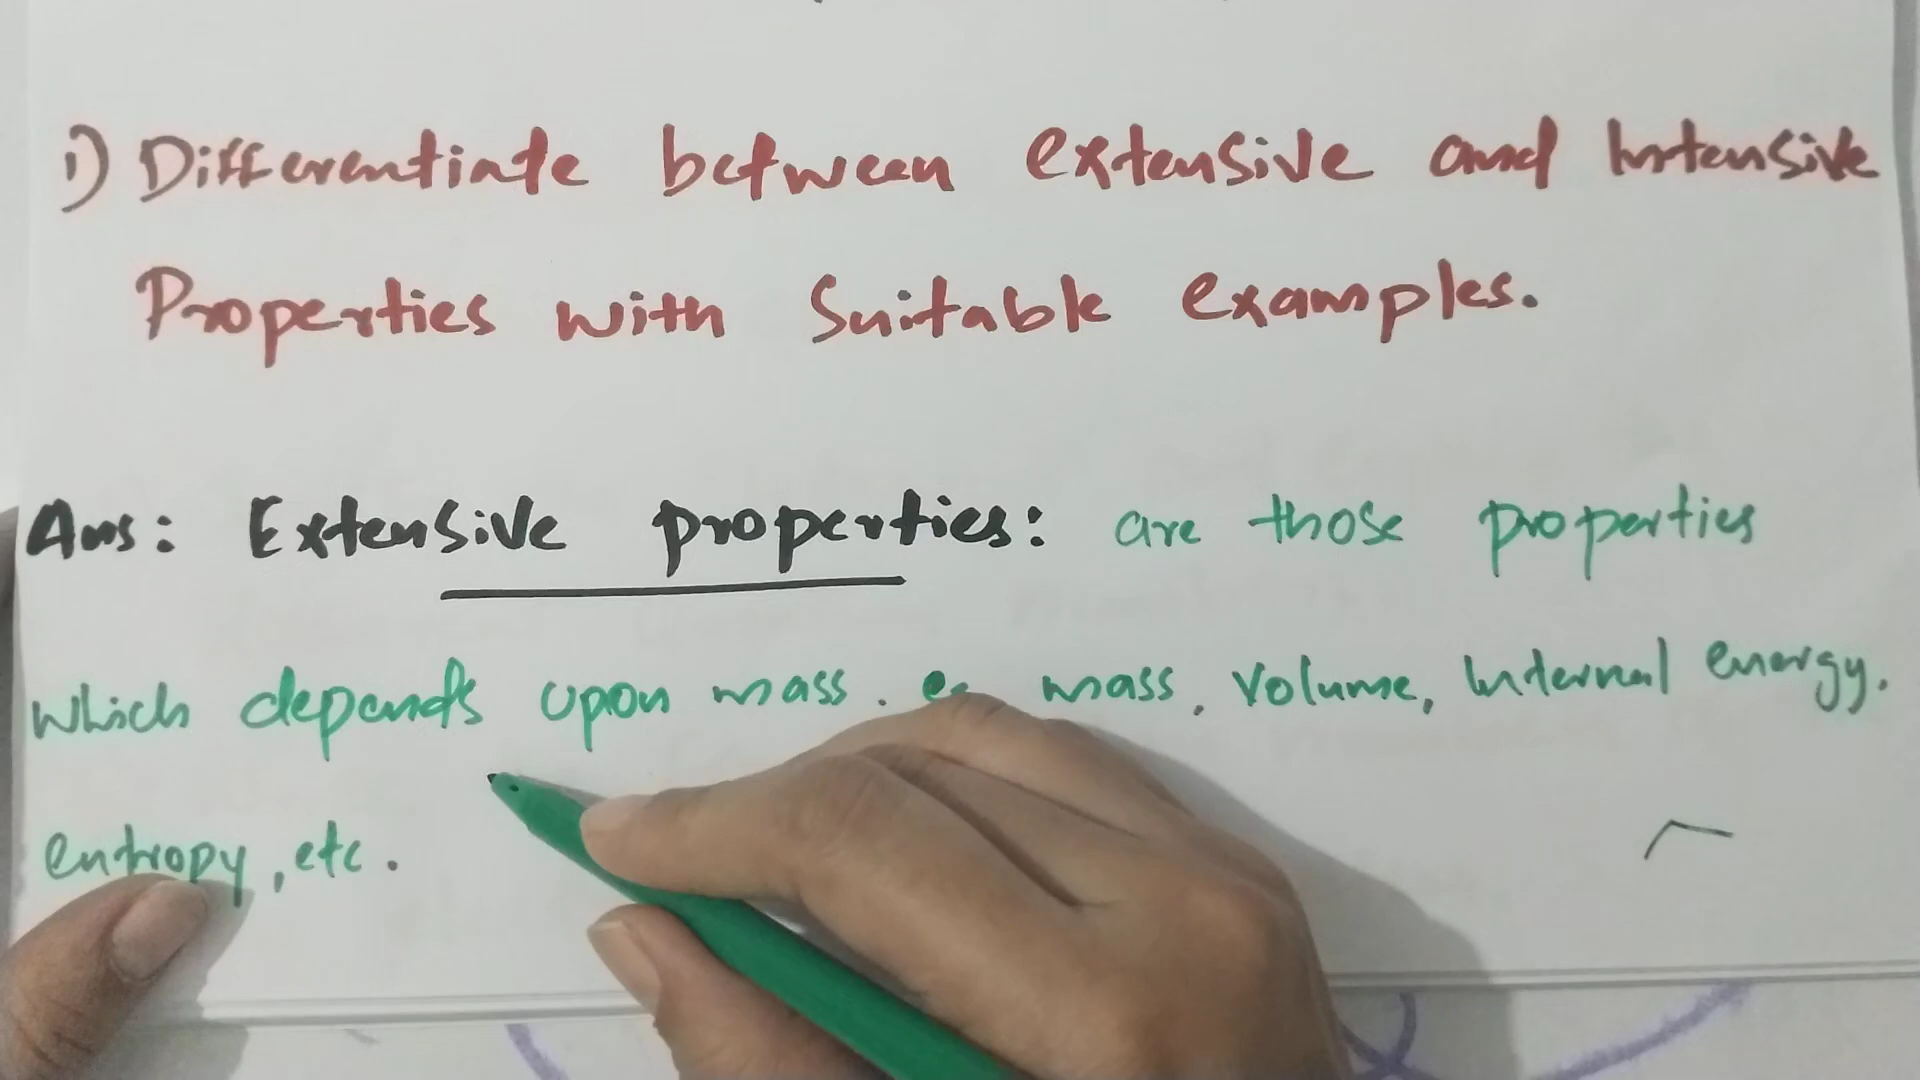 i) Differentiate between extensive and Intensive
Properties with Suitable examples.
Ans: Extensive properties: are those properties
which depends upon mass. mass, Volume, Internal energy,
entropy, etc.